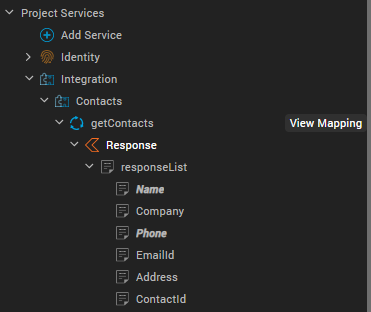 Project Services
Add Service
Identity
Integration
Contacts
getContacts View Mapping
Response
responseList
Name
Company
Phone
EmailId
Address
ContactId